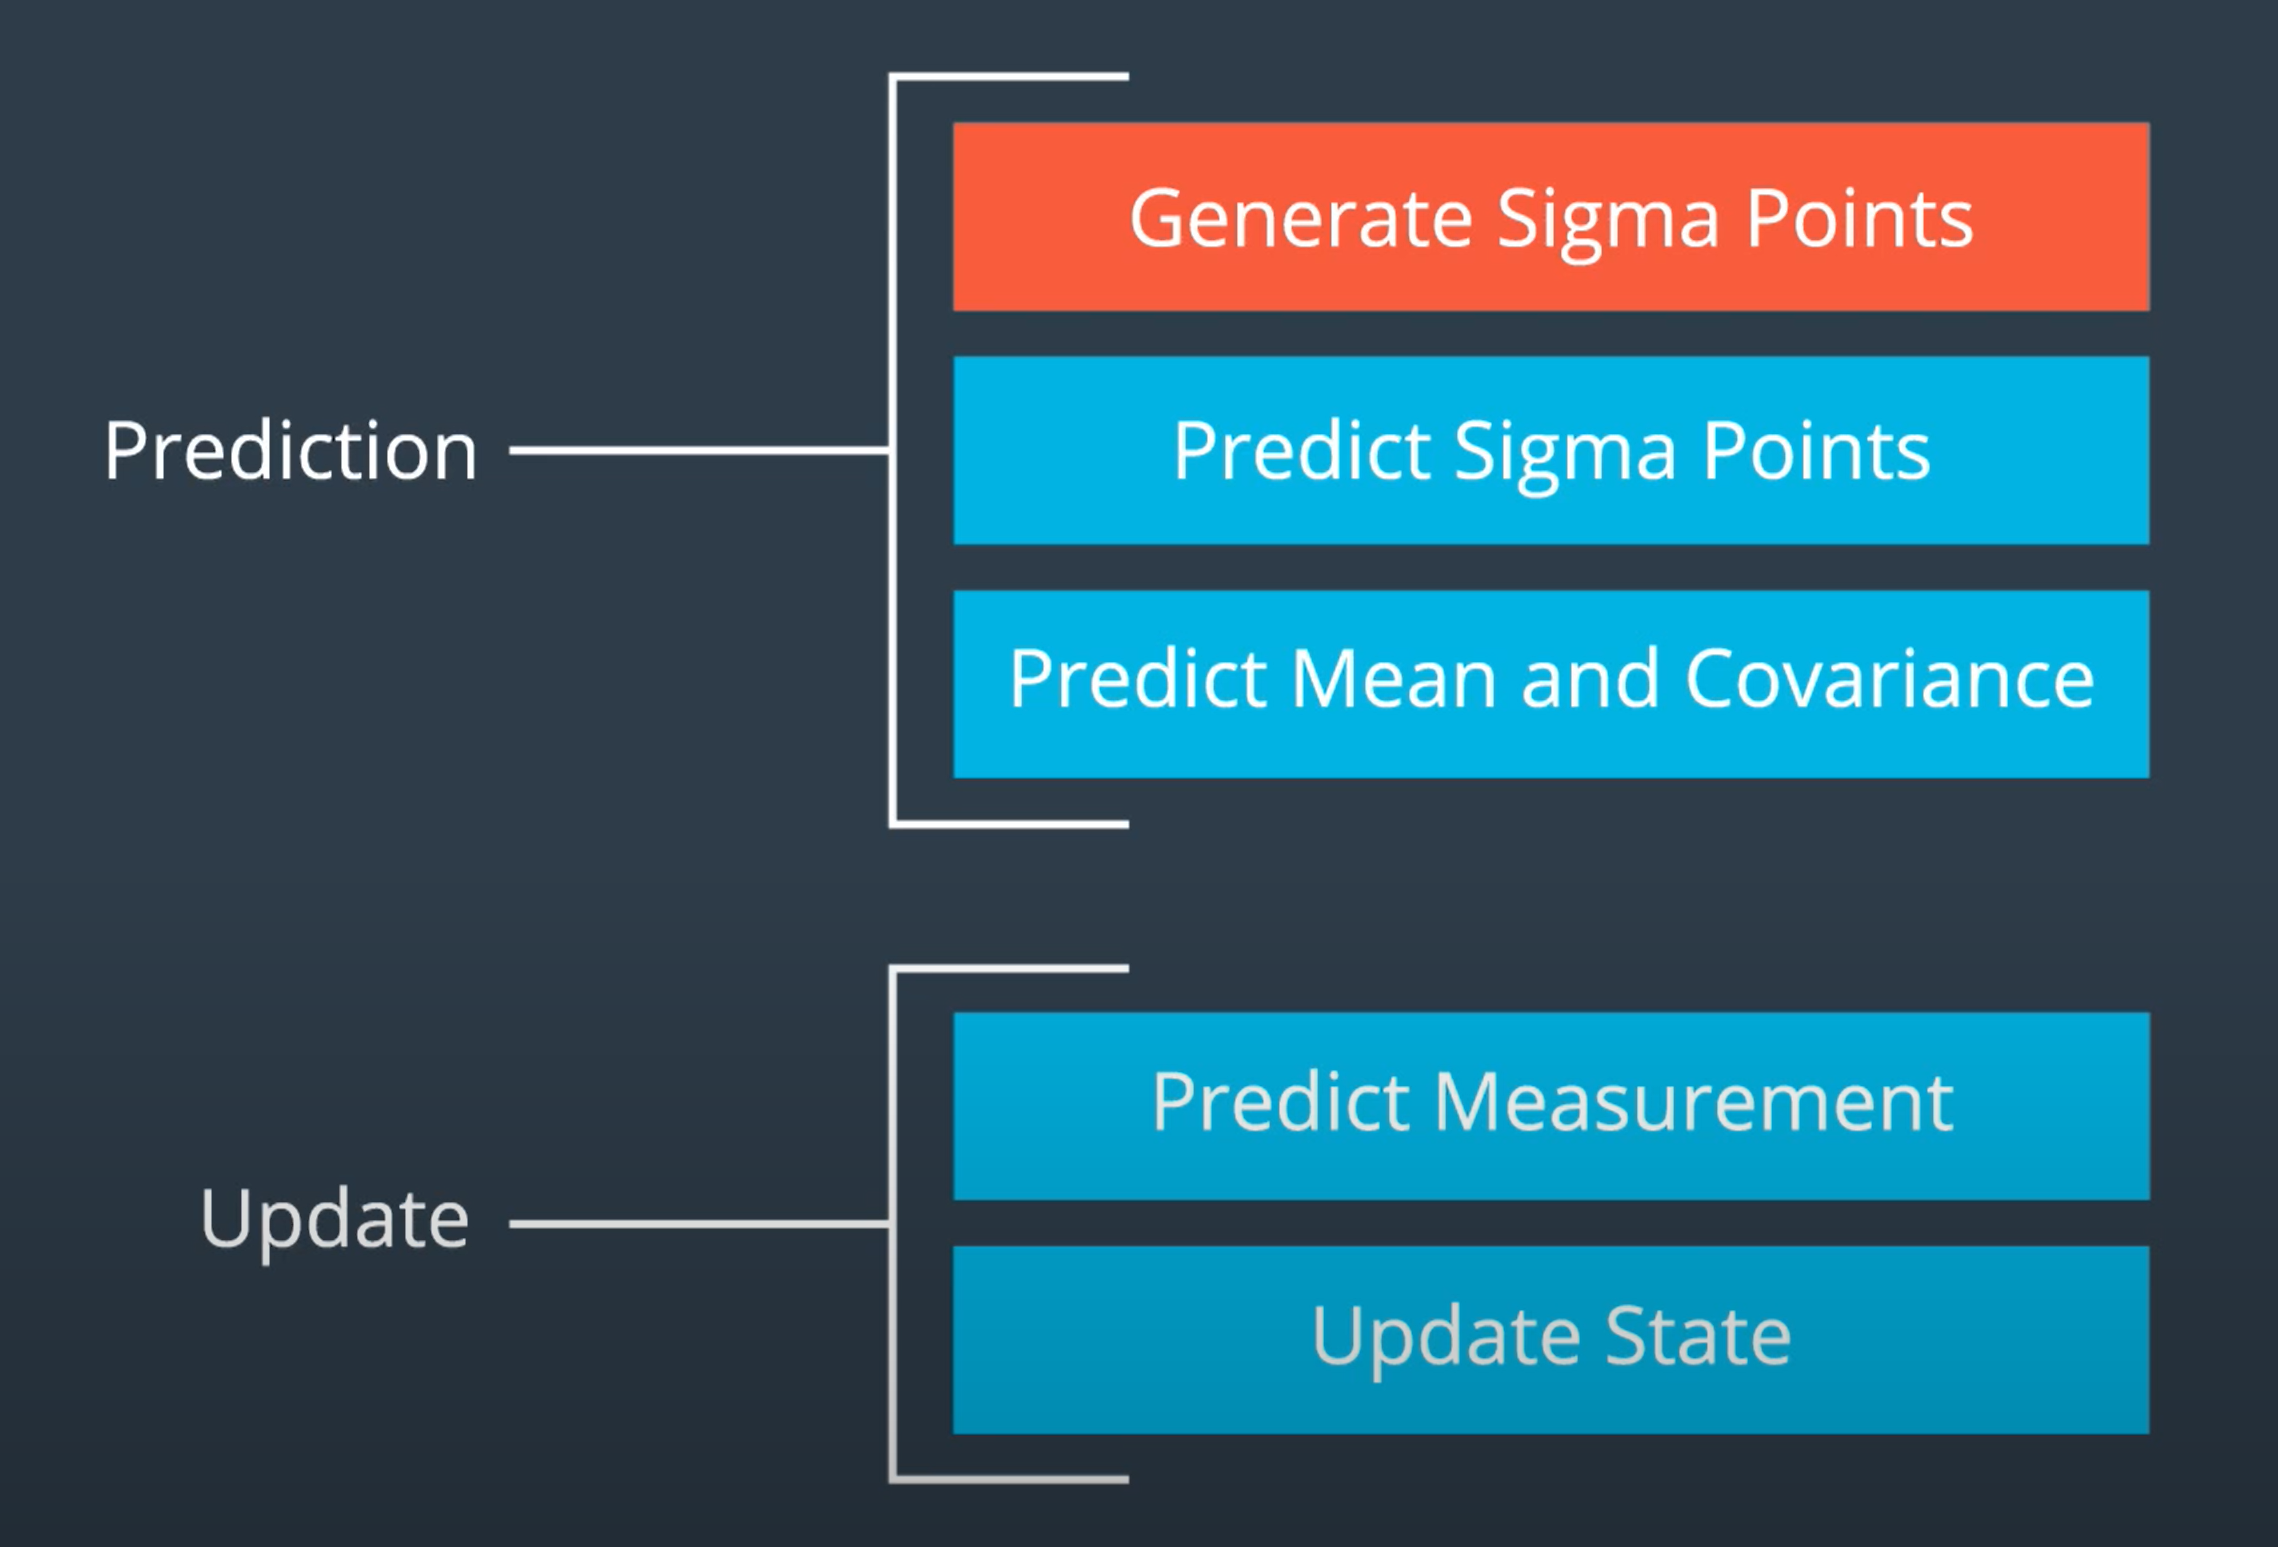 Prediction
Generate Sigma Points
Predict Sigma Points
Predict Mean and Covariance
Update
Predict Measurement
Update State